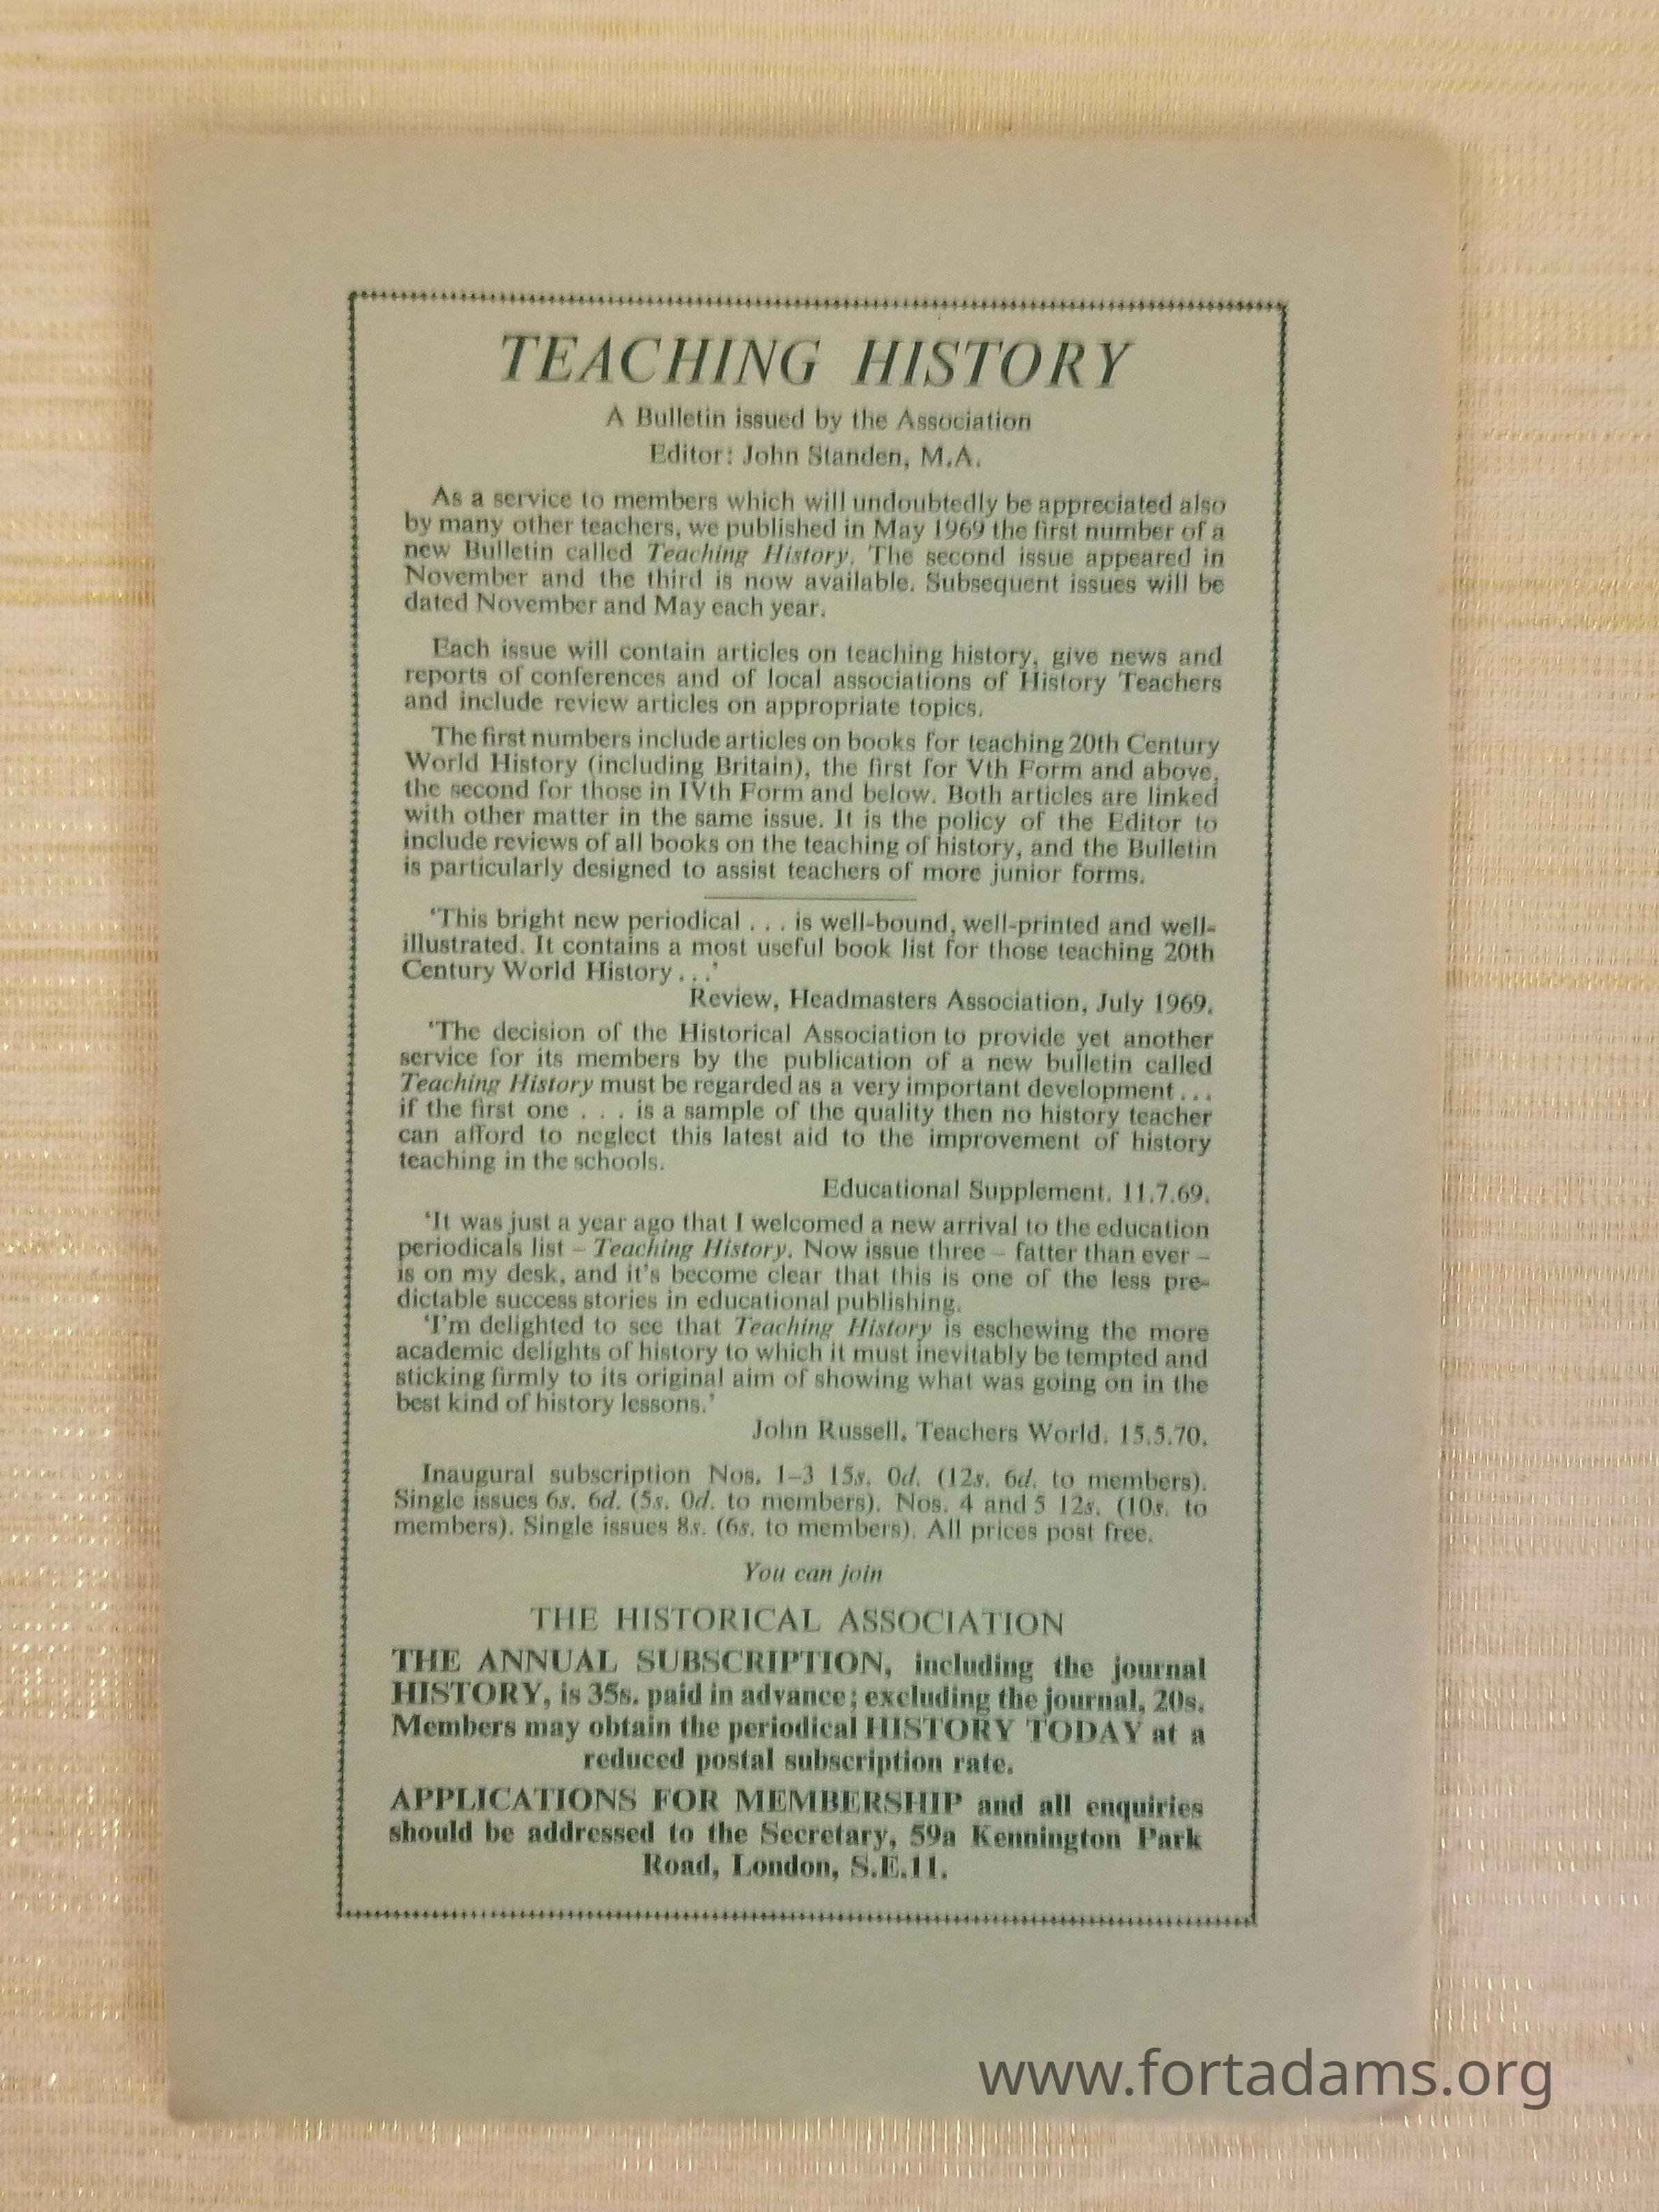 TEACHING HISTORY
A Bulletin issued by the Association
Editor: John Standen, M.A.
As a service to members which will undoubtedly be appreciated also
by many other teachers, we published in May 1969 the first number of a
new Bulletin called Teaching History. The second issue appeared in
November and the third is now available. Subsequent issues will be
dated November and May each year.
Each issue will contain articles on teaching history, give news and
reports of conferences and of local associations of History Teachers
and include review articles on appropriate topics.
The first numbers include articles on books for teaching 20th Century
World History (including Britain), the first for Vth Form and above,
the second for those in IVth Form and below. Both articles are linked
with other matter in the same issue. It is the policy of the Editor to
include reviews of all books on the teaching of history, and the Bulletin
is particularly designed to assist teachers of more junior forms.
‘This bright new periodical . . . is well-bound, well-printed and well-
illustrated. It contains a most useful book list for those teaching 20th
Century World History . . .’
Review, Headmasters Association, July 1969.
‘The decision of the Historical Association to provide yet another
service for its members by the publication of a new bulletin called
Teaching History must be regarded as a very important development . . .
if the first one . . . is a sample of the quality then no history teacher
can afford to neglect this latest aid to the improvement of history
teaching in the schools.
Educational Supplement. 11.7.69.
‘It was just a year ago that I welcomed a new arrival to the education
periodicals list – Teaching History. Now issue three – fatter than ever –
is on my desk, and it’s become clear that this is one of the less pre-
dictable success stories in educational publishing.
‘I’m delighted to see that Teaching History is eschewing the more
academic delights of history to which it must inevitably be tempted and
sticking firmly to its original aim of showing what was going on in the
best kind of history lessons.’
John Russell. Teachers World. 15.5.70.
Inaugural subscription Nos. 1–3 15s. 0d. (12s. 6d. to members).
Single issues 6s. 6d. (5s. 0d. to members). Nos. 4 and 5 12s. (10s. to
members). Single issues 8s. (6s. to members). All prices post free.
You can join
THE HISTORICAL ASSOCIATION
THE ANNUAL SUBSCRIPTION, including the journal
HISTORY, is 35s. paid in advance; excluding the journal, 20s.
Members may obtain the periodical HISTORY TODAY at a
reduced postal subscription rate.
APPLICATIONS FOR MEMBERSHIP and all enquiries
should be addressed to the Secretary, 59a Kennington Park
Road, London, S.E.11.
www.fortadams.org